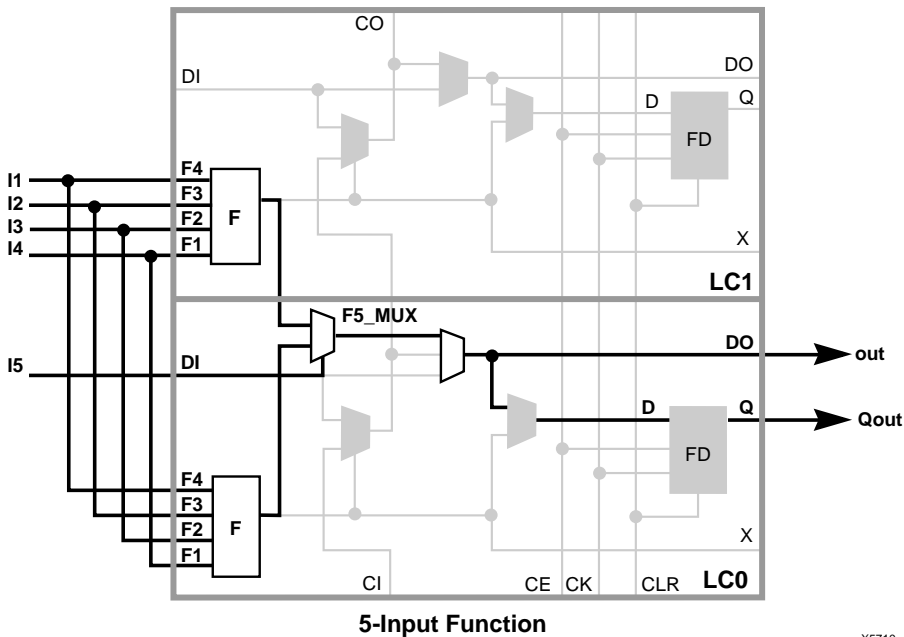 CO
DI
DO
D
Q
FD
I1
I2
I3
I4
F4
F3
F2
F1
F
X
LC1
F5_MUX
I5
DI
DO
out
D
Q
Qout
FD
F4
F3
F2
F1
F
X
CI
CE
CK
CLR
LC0
5-Input Function